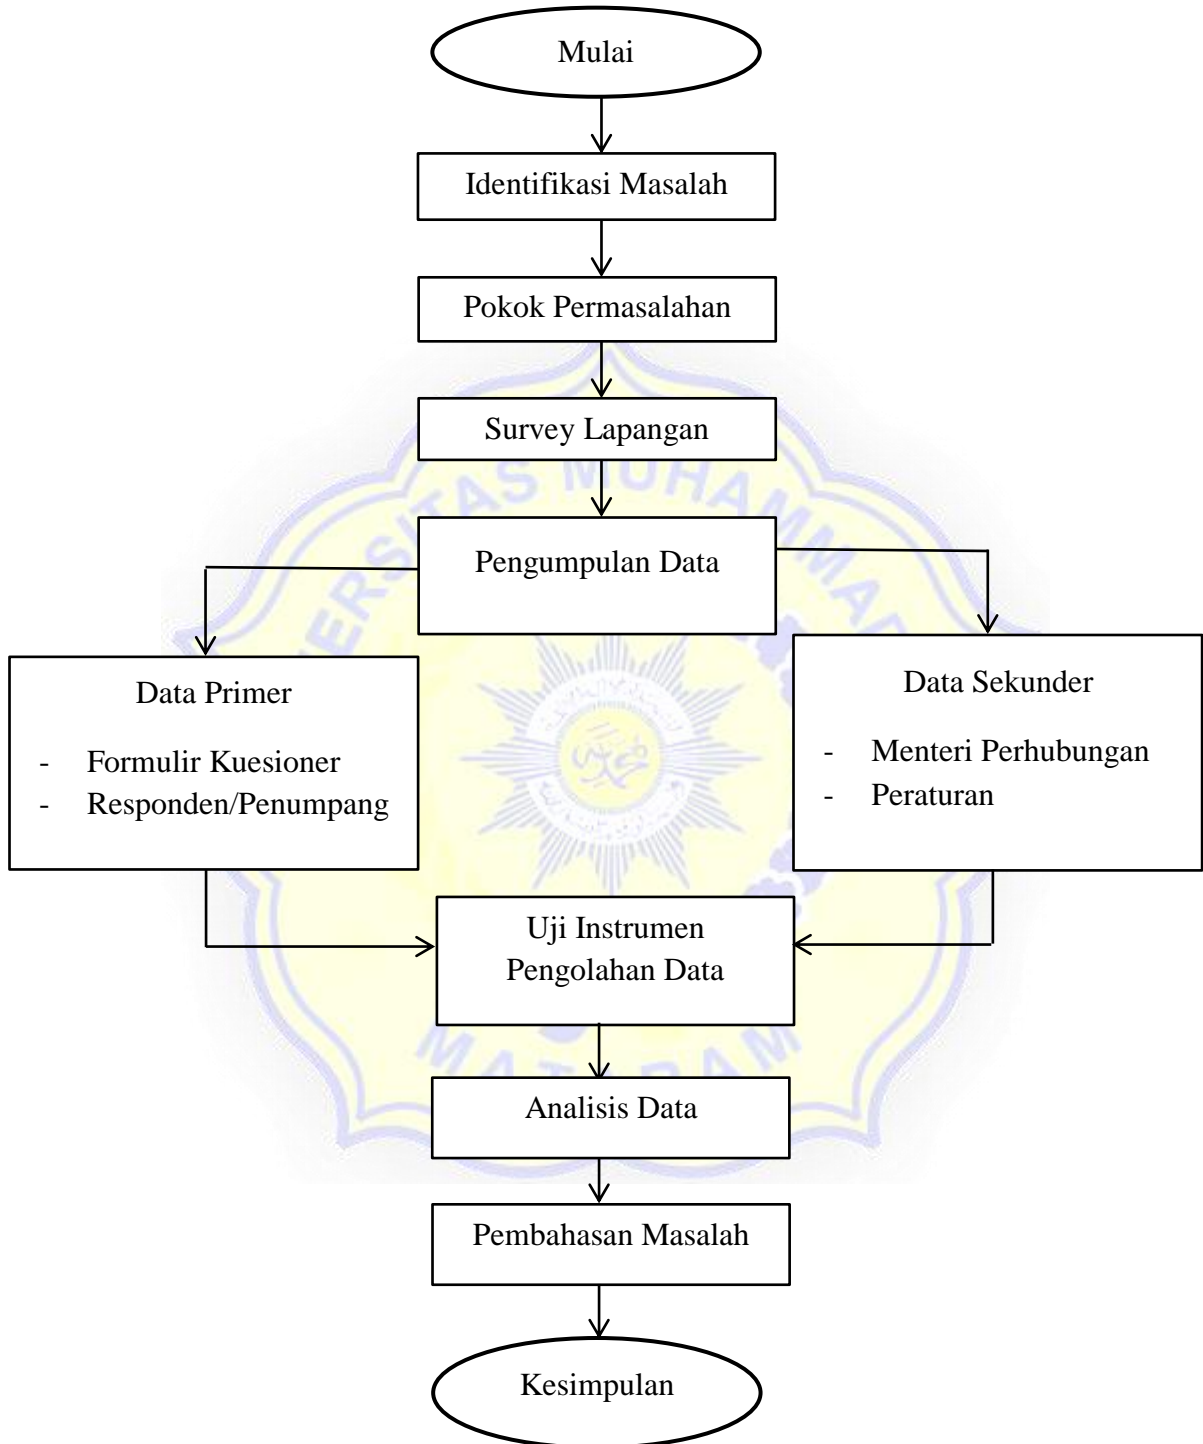 Mulai
Identifikasi Masalah
Pokok Permasalahan
Survey Lapangan
Pengumpulan Data
Data Primer
- Formulir Kuesioner
- Responden/Penumpang
Data Sekunder
- Menteri Perhubungan
- Peraturan
Uji Instrumen
Pengolahan Data
Analisis Data
Pembahasan Masalah
Kesimpulan